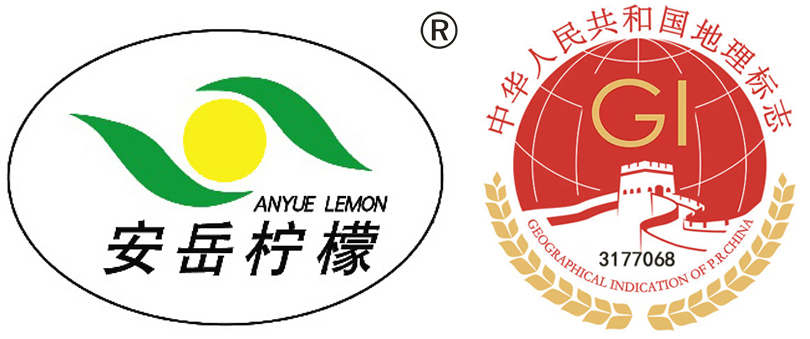 ®
ANYUE LEMON
安岳柠檬
中华人民共和国地理标志
GI
3177068
GEOGRAPHICAL INDICATION OF P.R.CHINA